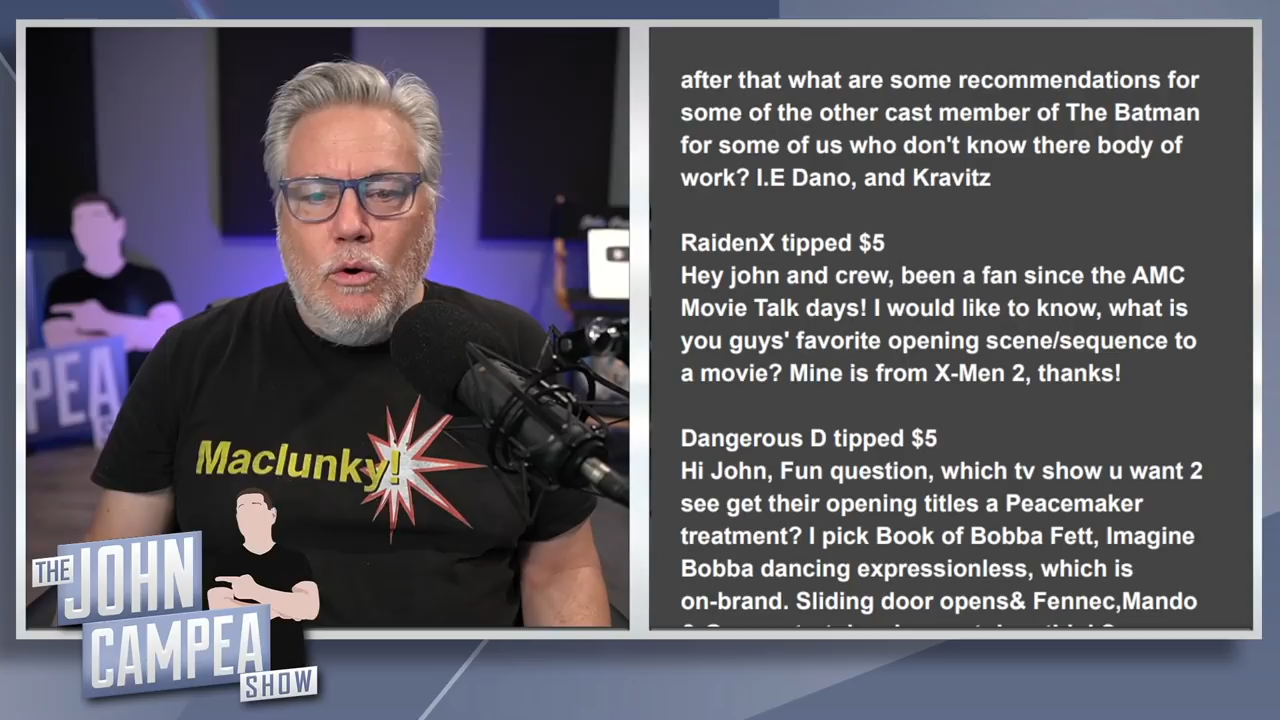 after that what are some recommendations for
some of the other cast member of The Batman
for some of us who don't know there body of
work? I.E Dano, and Kravitz
RaidenX tipped $5
Hey john and crew, been a fan since the AMC
Movie Talk days! I would like to know, what is
you guys' favorite opening scene/sequence to
a movie? Mine is from X-Men 2, thanks!
Dangerous D tipped $5
Hi John, Fun question, which tv show u want 2
see get their opening titles a Peacemaker
treatment? I pick Book of Bobba Fett, Imagine
Bobba dancing expressionless, which is
on-brand. Sliding door opens& Fennec,Mando
Maclunky!
PEA
THE
JOHN
CAMPEA
SHOW